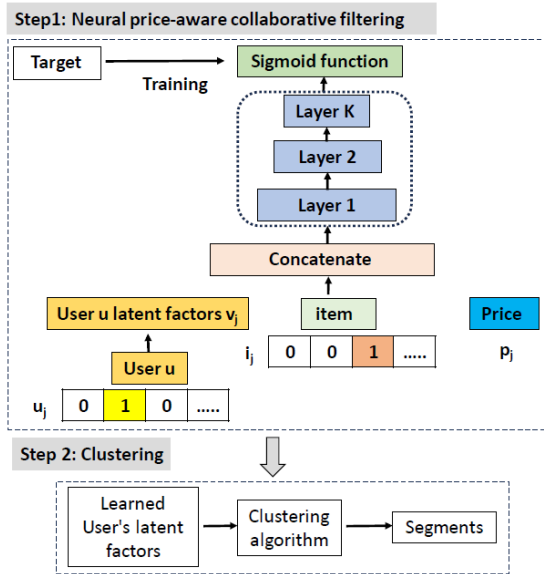 Step1: Neural price-aware collaborative filtering
Target
Training
Sigmoid function
Layer K
Layer 2
Layer 1
Concatenate
User u latent factors vj
item
Price
ij 0 0 1 .....
pj
User u
uj 0 1 0 .....
Step 2: Clustering
Learned
User's latent
factors
Clustering
algorithm
Segments